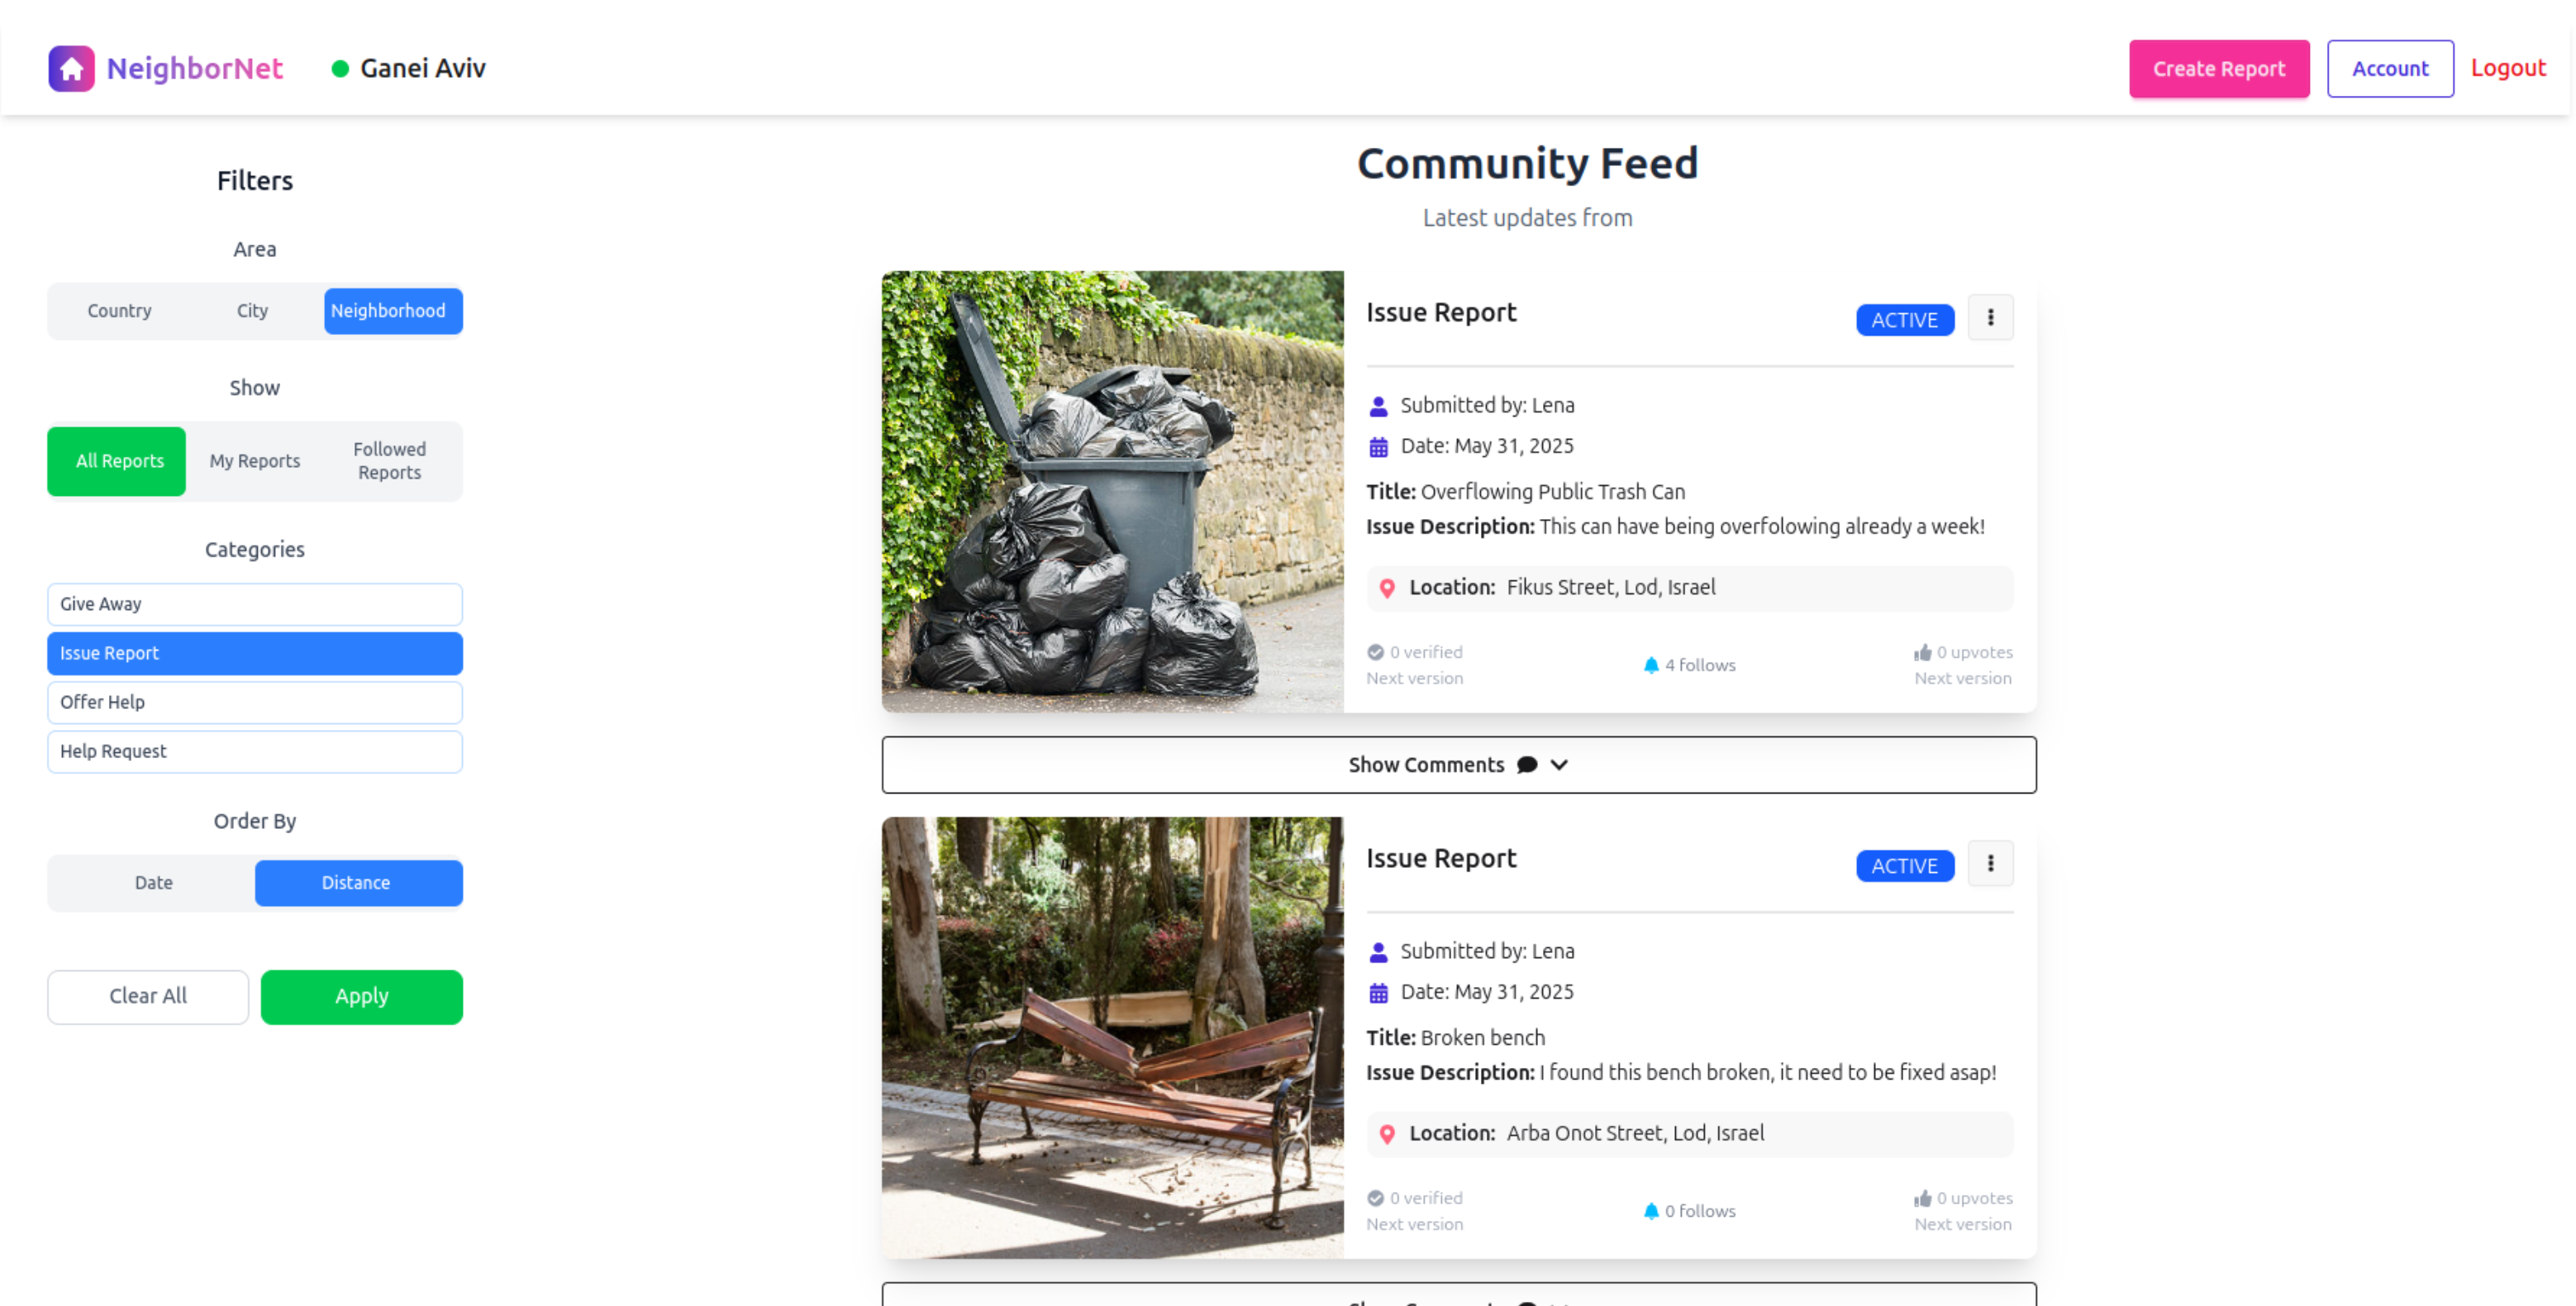 NeighborNet
Ganei Aviv
Create Report
Account
Logout
Filters
Area
Country
City
Neighborhood
Show
All Reports
My Reports
Followed
Reports
Categories
Give Away
Issue Report
Offer Help
Help Request
Order By
Date
Distance
Clear All
Apply
Community Feed
Latest updates from
Issue Report
ACTIVE
Submitted by: Lena
Date: May 31, 2025
Title: Overflowing Public Trash Can
Issue Description: This can have being overfolowing already a week!
Location: Fikus Street, Lod, Israel
0 verified
Next version
4 follows
0 upvotes
Next version
Show Comments
Issue Report
ACTIVE
Submitted by: Lena
Date: May 31, 2025
Title: Broken bench
Issue Description: I found this bench broken, it need to be fixed asap!
Location: Arba Onot Street, Lod, Israel
0 verified
Next version
0 follows
0 upvotes
Next version